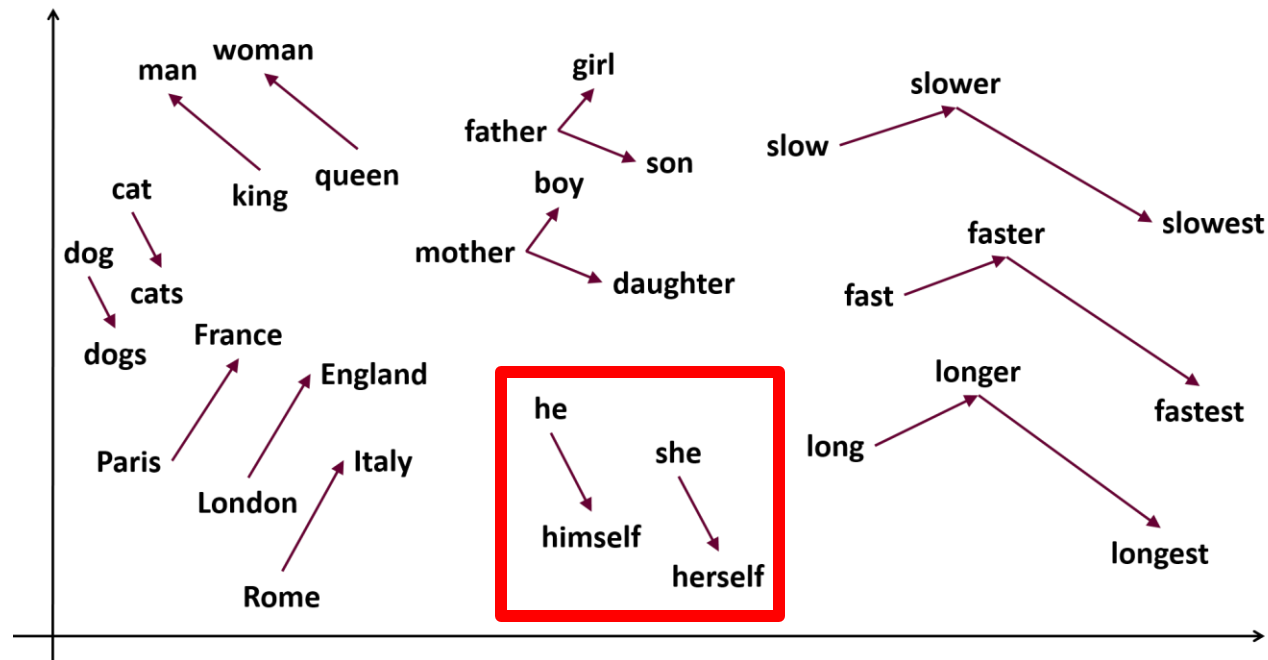 man
woman
king
queen
cat
cats
dog
dogs
France
Paris
England
London
Italy
Rome
girl
father
son
boy
mother
daughter
he
himself
she
herself
slower
slow
slowest
faster
fast
fastest
longer
long
longest